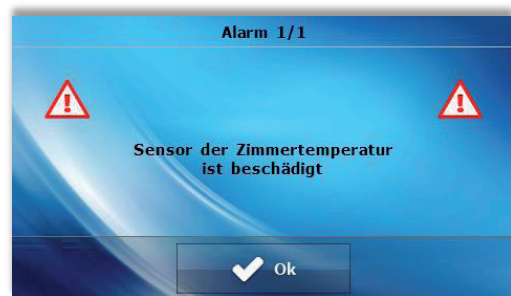 Alarm 1/1
Sensor der Zimmertemperatur
ist beschädigt
Ok